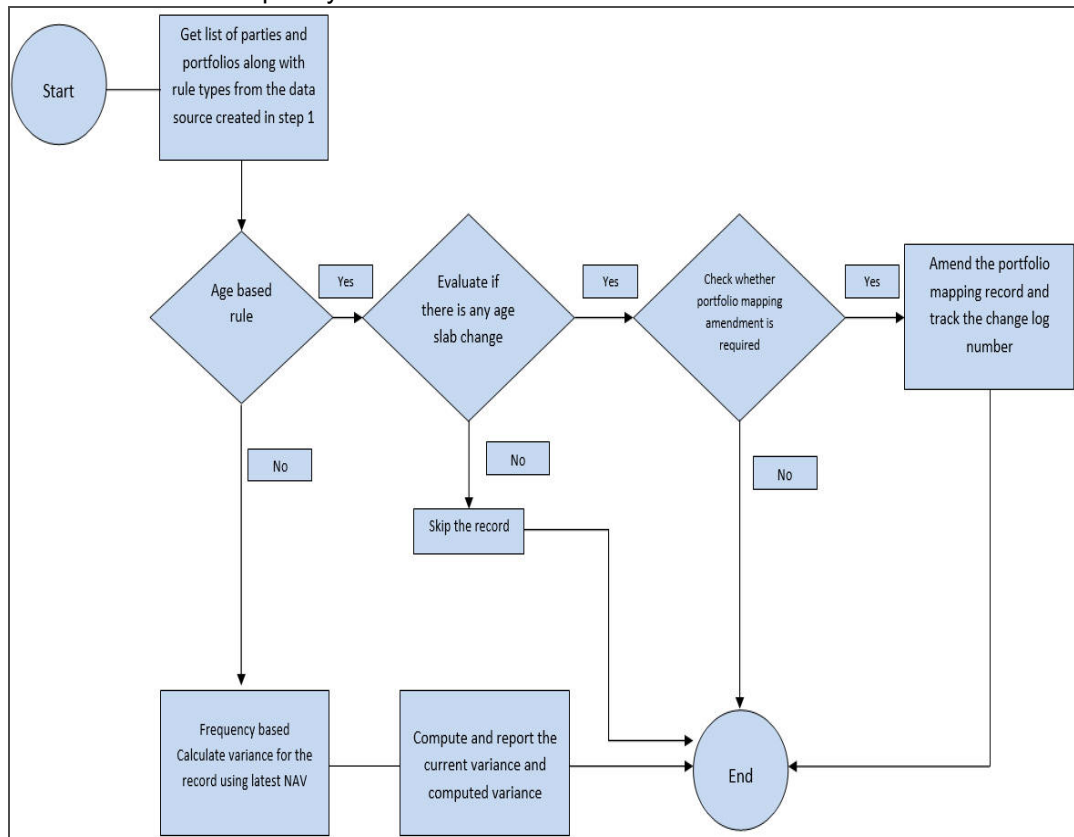 Start
Get list of parties and
portfolios along with
rule types from the data
source created in step 1
Age based
rule
Yes
Evaluate if
there is any age
slab change
Yes
Check whether
portfolio mapping
amendment is
required
Yes
Amend the portfolio
mapping record and
track the change log
number
No
No
No
Skip the record
Frequency based
Calculate variance for the
record using latest NAV
Compute and report the
current variance and
computed variance
End